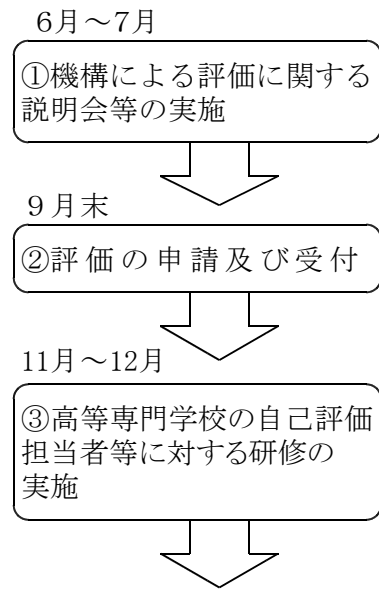 6月～7月
①機構による評価に関する
説明会等の実施
９月末
②評価の申請及び受付
11月～12月
③高等専門学校の自己評価
担当者等に対する研修の
実施